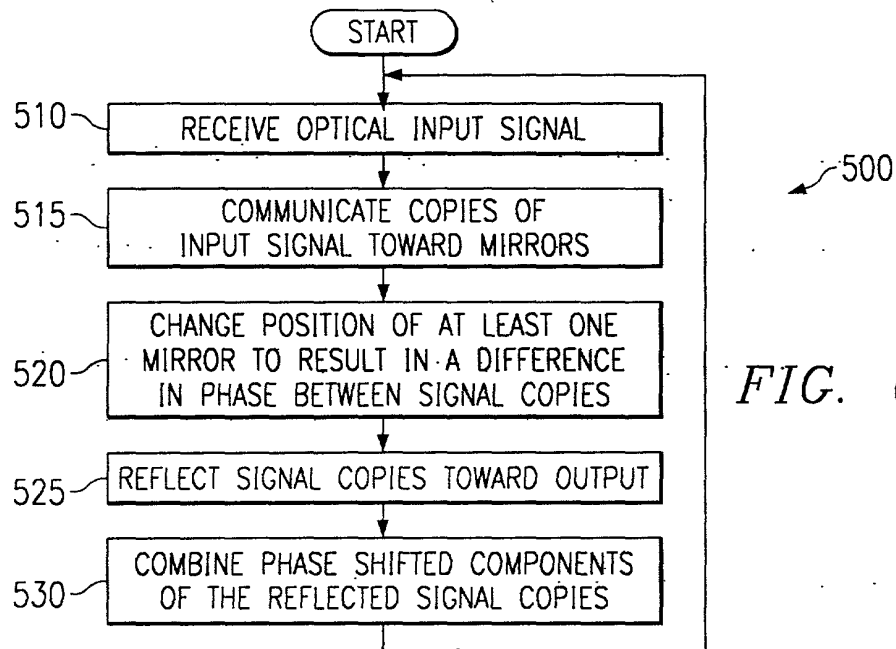 START
510
RECEIVE OPTICAL INPUT SIGNAL
500
515
COMMUNICATE COPIES OF
INPUT SIGNAL TOWARD MIRRORS
520
CHANGE POSITION OF AT LEAST ONE
MIRROR TO RESULT IN A DIFFERENCE
IN PHASE BETWEEN SIGNAL COPIES
FIG.
525
REFLECT SIGNAL COPIES TOWARD OUTPUT
530
COMBINE PHASE SHIFTED COMPONENTS
OF THE REFLECTED SIGNAL COPIES